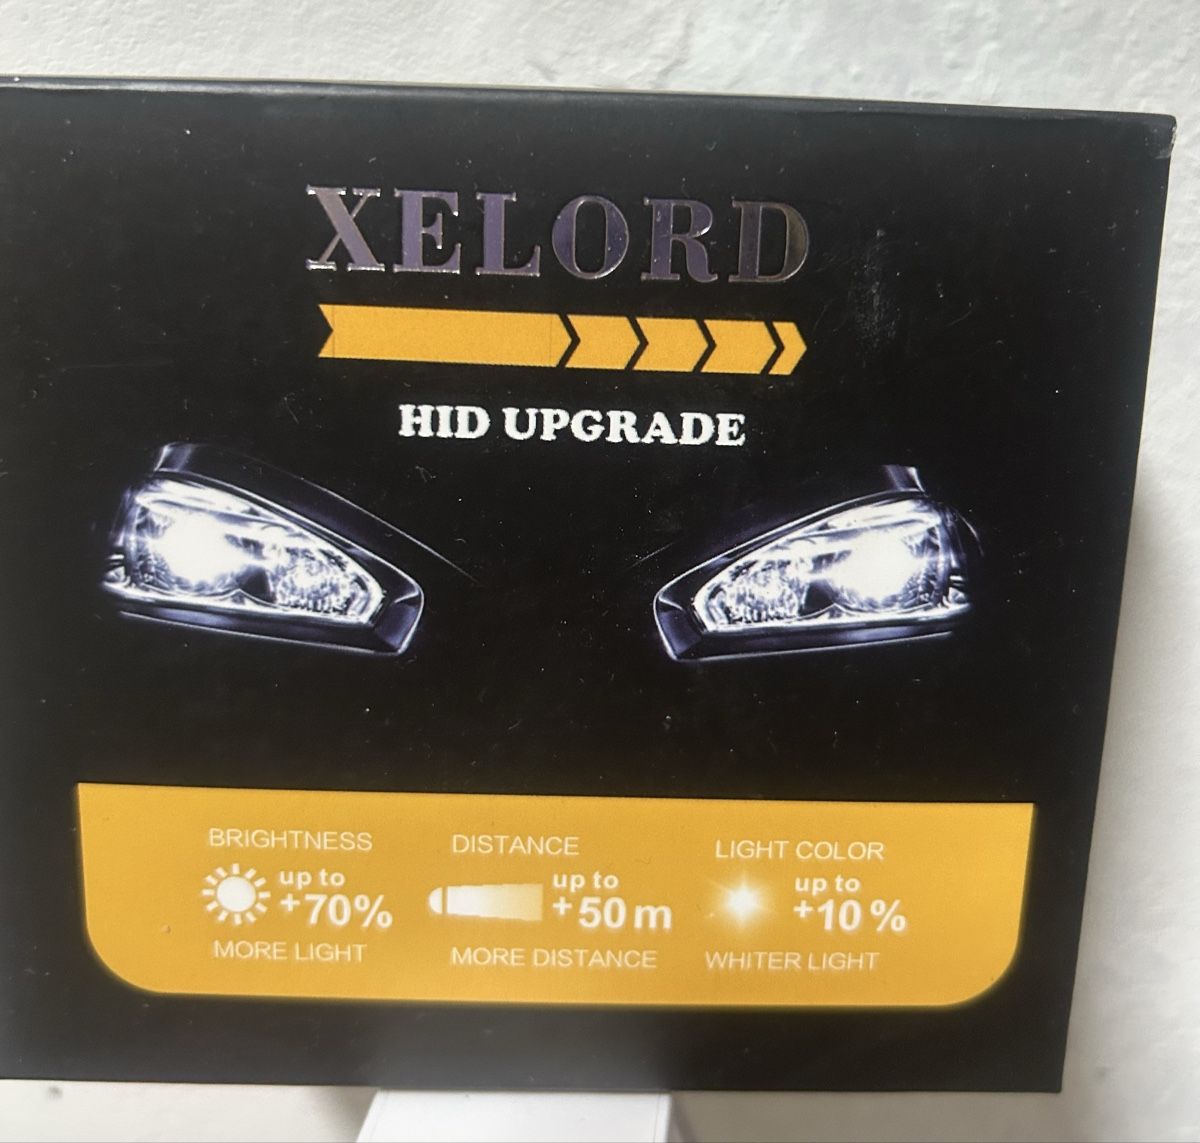 XELORD
HID UPGRADE
BRIGHTNESS
up to
+70%
MORE LIGHT
DISTANCE
up to
+50 m
MORE DISTANCE
LIGHT COLOR
up to
+10 %
WHITER LIGHT